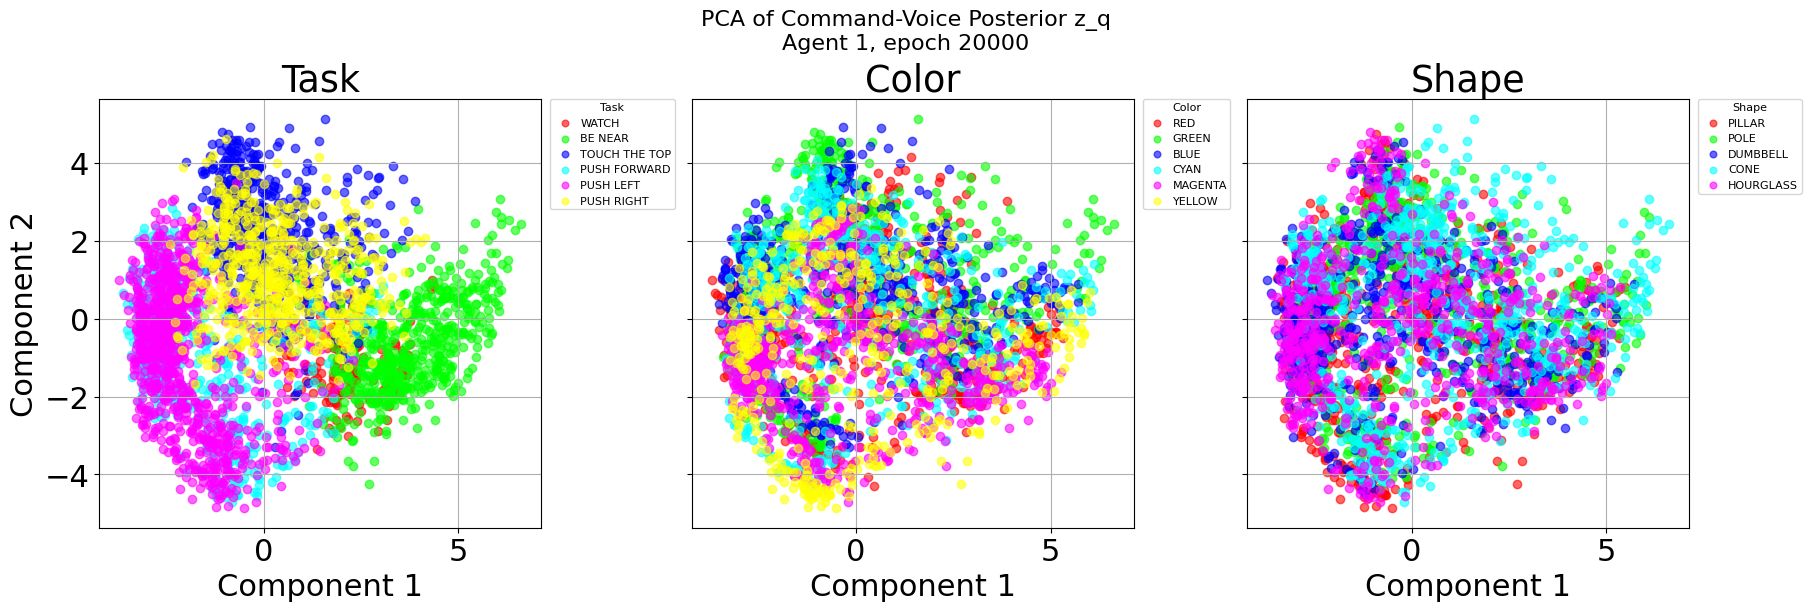 PCA of Command-Voice Posterior z_q
Agent 1, epoch 20000
Task
Component 2
4
2
0
−2
−4
0
5
Component 1
Task
WATCH
BE NEAR
TOUCH THE TOP
PUSH FORWARD
PUSH LEFT
PUSH RIGHT
Color
0
5
Component 1
Color
RED
GREEN
BLUE
CYAN
MAGENTA
YELLOW
Shape
0
5
Component 1
Shape
PILLAR
POLE
DUMBBELL
CONE
HOURGLASS